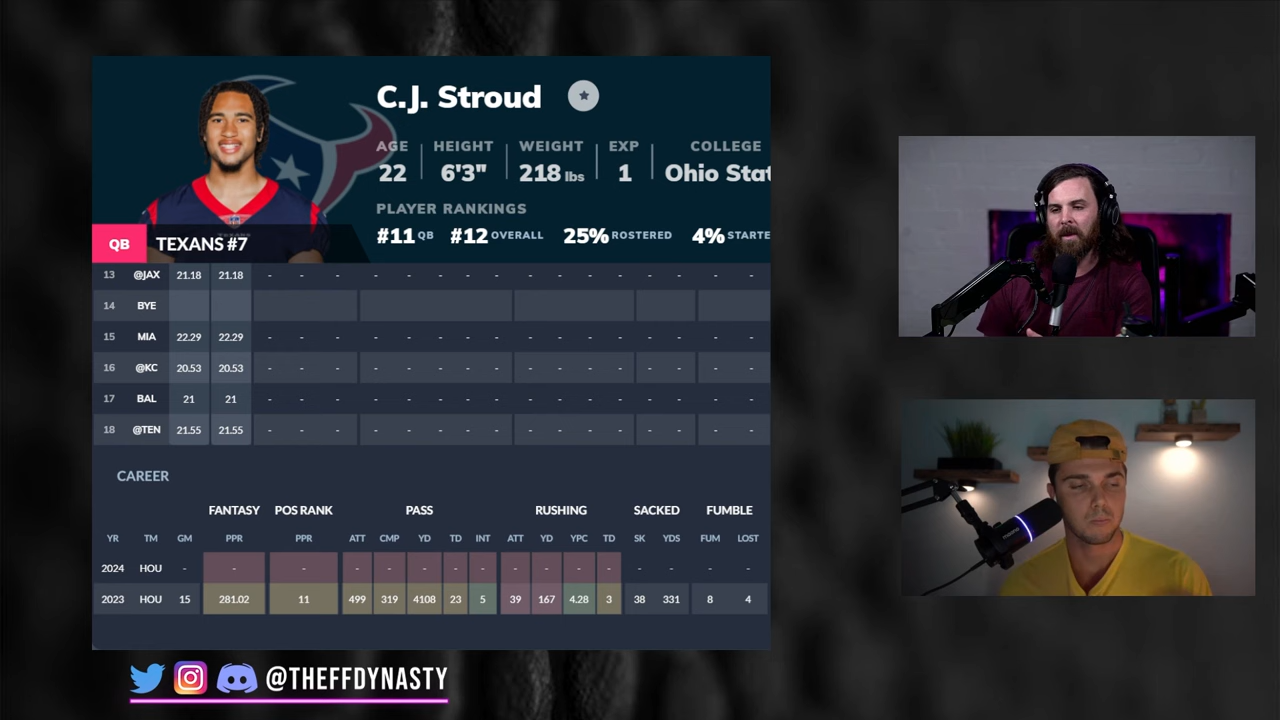 C.J. Stroud
AGE HEIGHT WEIGHT EXP COLLEGE
22 6'3" 218 lbs 1 Ohio Stat
PLAYER RANKINGS
#11 QB #12 OVERALL 25% ROSTERED 4% STARTE
QB TEXANS #7
13 @JAX 21.18 21.18 - - - - - - - - - - - - - -
14 BYE
15 MIA 22.29 22.29 - - - - - - - - - - - - - -
16 @KC 20.53 20.53 - - - - - - - - - - - - - -
17 BAL 21 21 - - - - - - - - - - - - - -
18 @TEN 21.55 21.55 - - - - - - - - - - - - - -
CAREER
FANTASY POS RANK PASS RUSHING SACKED FUMBLE
YR TM GM PPR PPR ATT CMP YD TD INT ATT YD YPC TD SK YDS FUM LOST
2024 HOU - - - - - - - - - - - - - - - -
2023 HOU 15 281.02 11 499 319 4108 23 5 39 167 4.28 3 38 331 8 4
@THEFFDYNASTY